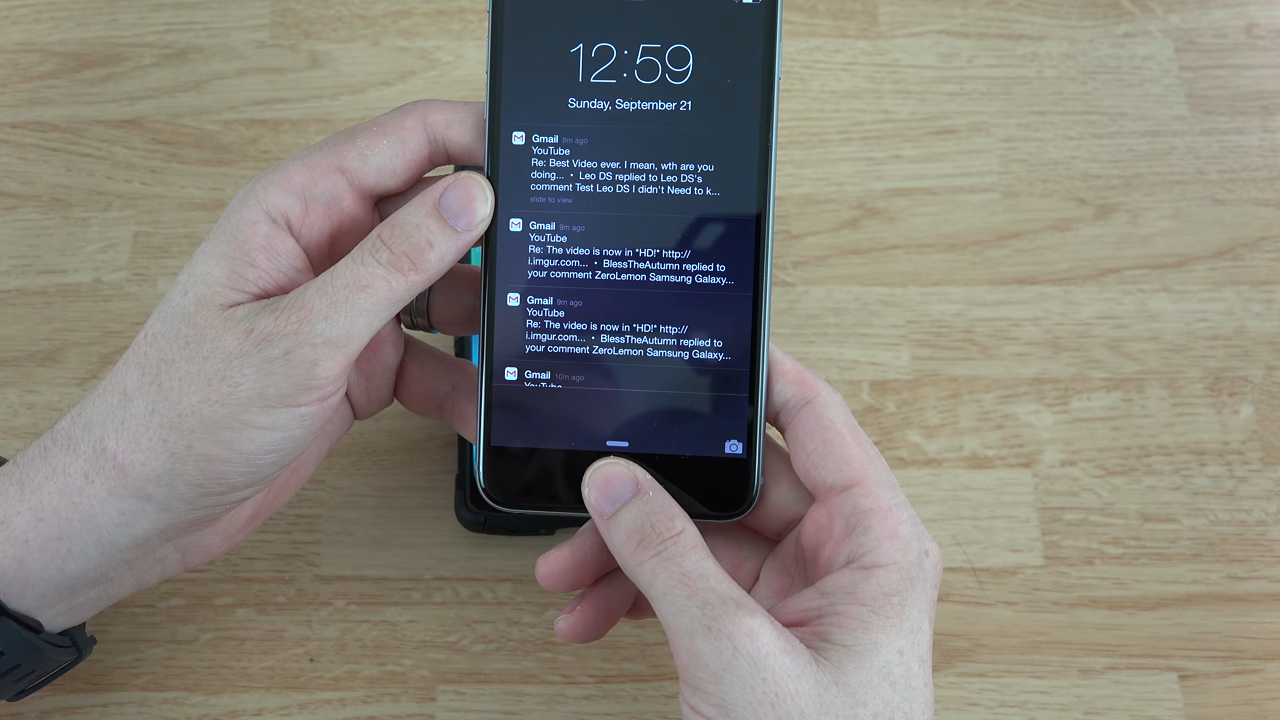 12:59
Sunday, September 21
Gmail 8m ago
YouTube
Re: Best Video ever. I mean, wth are you
doing... • Leo DS replied to Leo DS's
comment Test Leo DS I didn't Need to k...
slide to view
Gmail 9m ago
YouTube
Re: The video is now in *HD!* http://
i.imgur.com... • BlessTheAutumn replied to
your comment ZeroLemon Samsung Galaxy...
Gmail 9m ago
YouTube
Re: The video is now in *HD!* http://
i.imgur.com... • BlessTheAutumn replied to
your comment ZeroLemon Samsung Galaxy...
Gmail 10m ago
YouTube